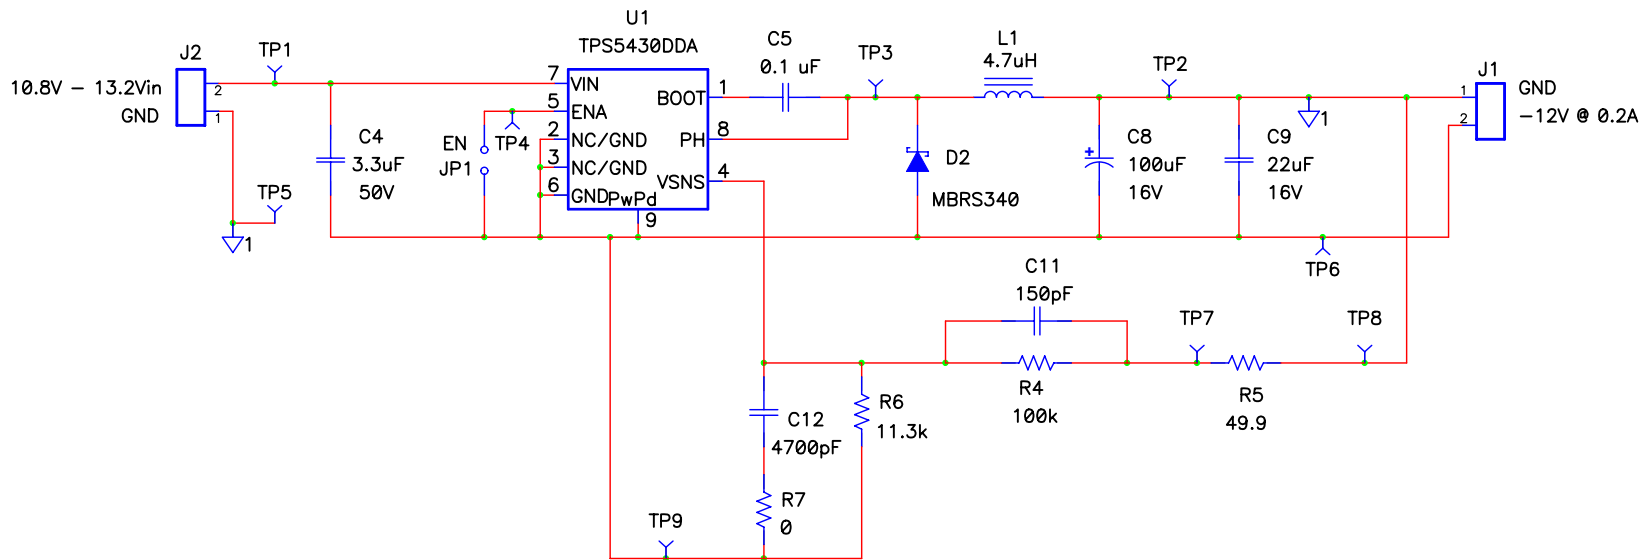 U1
TPS5430DDA
J2
TP1
10.8V - 13.2Vin
GND
2
1
C4
3.3uF
50V
TP5
1
EN
JP1
TP4
7
5
2
3
6
VIN
ENA
NC/GND
NC/GND
GND
PwPd
9
BOOT
PH
VSNS
1
8
4
C5
0.1 uF
TP3
L1
4.7uH
D2
MBRS340
C8
100uF
16V
TP2
C9
22uF
16V
1
J1
1
2
GND
-12V @ 0.2A
TP6
C11
150pF
R4
100k
TP7
R5
49.9
TP8
C12
4700pF
R6
11.3k
R7
0
TP9